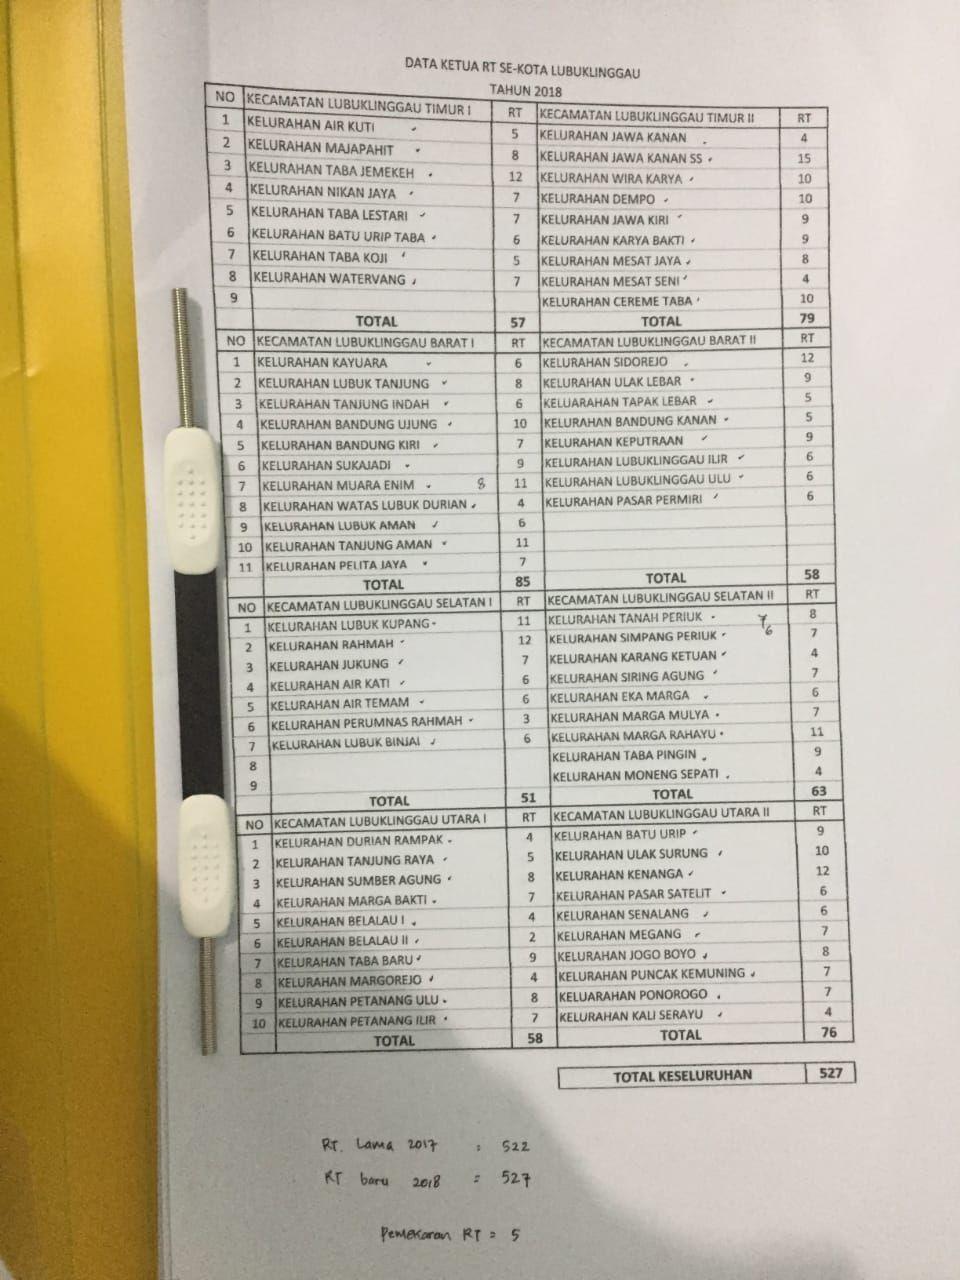 DATA KETUA RT SE-KOTA LUBUKLINGGAU
TAHUN 2018
NO KECAMATAN LUBUKLINGGAU TIMUR I RT KECAMATAN LUBUKLINGGAU TIMUR II RT
1 KELURAHAN AIR KUTI 5 KELURAHAN JAWA KANAN 4
2 KELURAHAN MAJAPAHIT 8 KELURAHAN JAWA KANAN SS 15
3 KELURAHAN TABA JEMEKEH 12 KELURAHAN WIRA KARYA 10
4 KELURAHAN NIKAN JAYA 7 KELURAHAN DEMPO 10
5 KELURAHAN TABA LESTARI 7 KELURAHAN JAWA KIRI 9
6 KELURAHAN BATU URIP TABA 6 KELURAHAN KARYA BAKTI 9
7 KELURAHAN TABA KOJI 5 KELURAHAN MESAT JAYA 8
8 KELURAHAN WATERVANG 7 KELURAHAN MESAT SENI 4
9 KELURAHAN CEREME TABA 10
TOTAL 57 TOTAL 79
NO KECAMATAN LUBUKLINGGAU BARAT I RT KECAMATAN LUBUKLINGGAU BARAT II RT
1 KELURAHAN KAYUARA 6 KELURAHAN SIDOREJO 12
2 KELURAHAN LUBUK TANJUNG 8 KELURAHAN ULAK LEBAR 9
3 KELURAHAN TANJUNG INDAH 6 KELUARAHAN TAPAK LEBAR 5
4 KELURAHAN BANDUNG UJUNG 10 KELURAHAN BANDUNG KANAN 5
5 KELURAHAN BANDUNG KIRI 7 KELURAHAN KEPUTRAAN 9
6 KELURAHAN SUKAJADI 9 KELURAHAN LUBUKLINGGAU ILIR 6
7 KELURAHAN MUARA ENIM 8 11 KELURAHAN LUBUKLINGGAU ULU 6
8 KELURAHAN WATAS LUBUK DURIAN 4 KELURAHAN PASAR PERMIRI 6
9 KELURAHAN LUBUK AMAN 6
10 KELURAHAN TANJUNG AMAN 11
11 KELURAHAN PELITA JAYA 7
TOTAL 85 TOTAL 58
NO KECAMATAN LUBUKLINGGAU SELATAN I RT KECAMATAN LUBUKLINGGAU SELATAN II RT
1 KELURAHAN LUBUK KUPANG 11 KELURAHAN TANAH PERIUK 7 6 8
2 KELURAHAN RAHMAH 12 KELURAHAN SIMPANG PERIUK 7
3 KELURAHAN JUKUNG 7 KELURAHAN KARANG KETUAN 4
4 KELURAHAN AIR KATI 6 KELURAHAN SIRING AGUNG 7
5 KELURAHAN AIR TEMAM 6 KELURAHAN EKA MARGA 6
6 KELURAHAN PERUMNAS RAHMAH 3 KELURAHAN MARGA MULYA 7
7 KELURAHAN LUBUK BINJAI 6 KELURAHAN MARGA RAHAYU 11
8 KELURAHAN TABA PINGIN 9
9 KELURAHAN MONENG SEPATI 4
TOTAL 51 TOTAL 63
NO KECAMATAN LUBUKLINGGAU UTARA I RT KECAMATAN LUBUKLINGGAU UTARA II RT
1 KELURAHAN DURIAN RAMPAK 4 KELURAHAN BATU URIP 9
2 KELURAHAN TANJUNG RAYA 5 KELURAHAN ULAK SURUNG 10
3 KELURAHAN SUMBER AGUNG 8 KELURAHAN KENANGA 12
4 KELURAHAN MARGA BAKTI 7 KELURAHAN PASAR SATELIT 6
5 KELURAHAN BELALAU I 4 KELURAHAN SENALANG 6
6 KELURAHAN BELALAU II 2 KELURAHAN MEGANG 7
7 KELURAHAN TABA BARU 9 KELURAHAN JOGO BOYO 8
8 KELURAHAN MARGOREJO 4 KELURAHAN PUNCAK KEMUNING 7
9 KELURAHAN PETANANG ULU 8 KELUARAHAN PONOROGO 7
10 KELURAHAN PETANANG ILIR 7 KELURAHAN KALI SERAYU 4
TOTAL 58 TOTAL 76
TOTAL KESELURUHAN 527
RT. Lama 2017 : 522
RT baru 2018 = 527
Pemekaran RT = 5